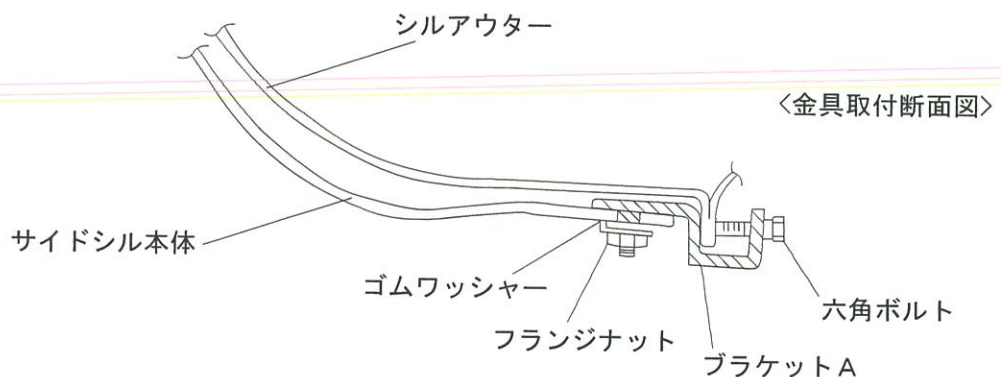 シルアウター
〈金具取付断面図〉
サイドシル本体
ゴムワッシャー
六角ボルト
フランジナット
ブラケットA